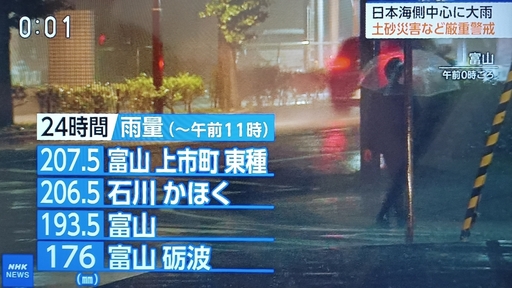 0:01
日本海側中心に大雨
土砂災害など厳重警戒
富山
午前0時ごろ
24時間 雨量(～午前11時)
207.5 富山 上市町 東種
206.5 石川 かほく
193.5 富山
176 富山 砺波
(㎜)
NHK
NEWS